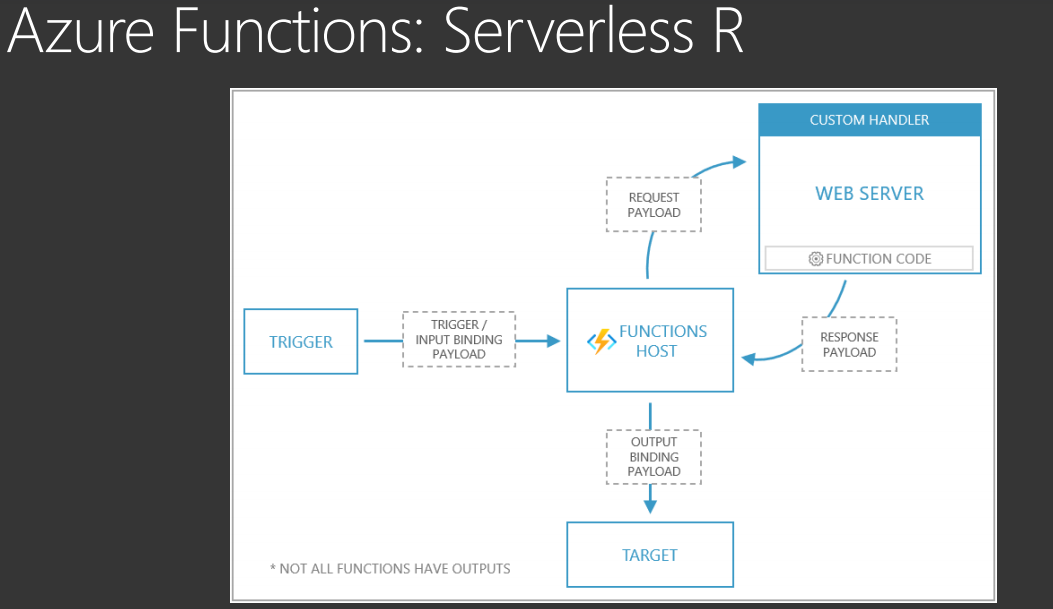 Azure Functions: Serverless R
CUSTOM HANDLER
WEB SERVER
FUNCTION CODE
REQUEST
PAYLOAD
TRIGGER
TRIGGER /
INPUT BINDING
PAYLOAD
FUNCTIONS
HOST
RESPONSE
PAYLOAD
OUTPUT
BINDING
PAYLOAD
TARGET
* NOT ALL FUNCTIONS HAVE OUTPUTS